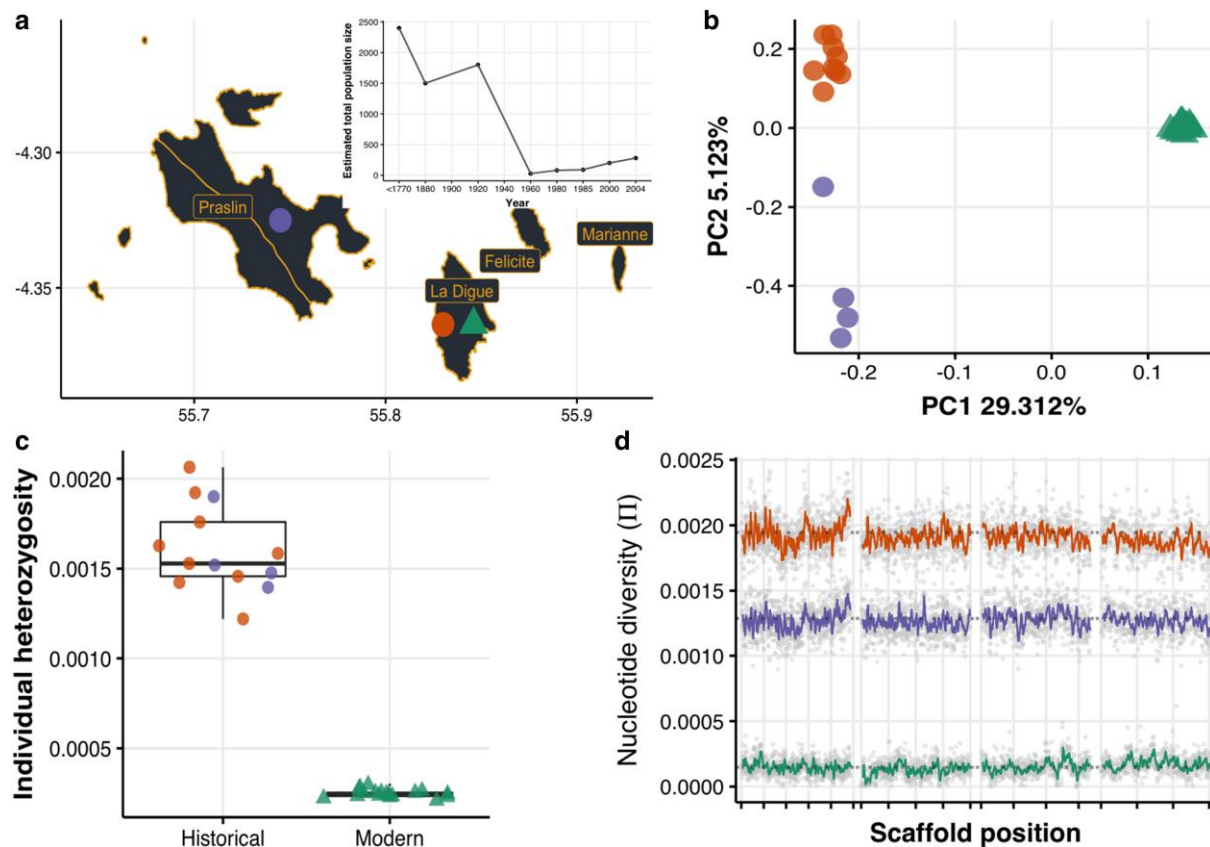 a
Estimated total population size
2500
2000
1500
1000
500
0
<1770 1880 1900 1920 1940 1960 1980 1985 2000 2004
Year
-4.30
-4.35
Praslin
Marianne
Felicite
La Digue
55.7 55.8 55.9
b
PC2 5.123%
0.2
0.0
-0.2
-0.4
-0.2 -0.1 0.0 0.1
PC1 29.312%
c
Individual heterozygosity
0.0020
0.0015
0.0010
0.0005
Historical Modern
d
Nucleotide diversity (Π)
0.0025
0.0020
0.0015
0.0010
0.0005
0.0000
Scaffold position